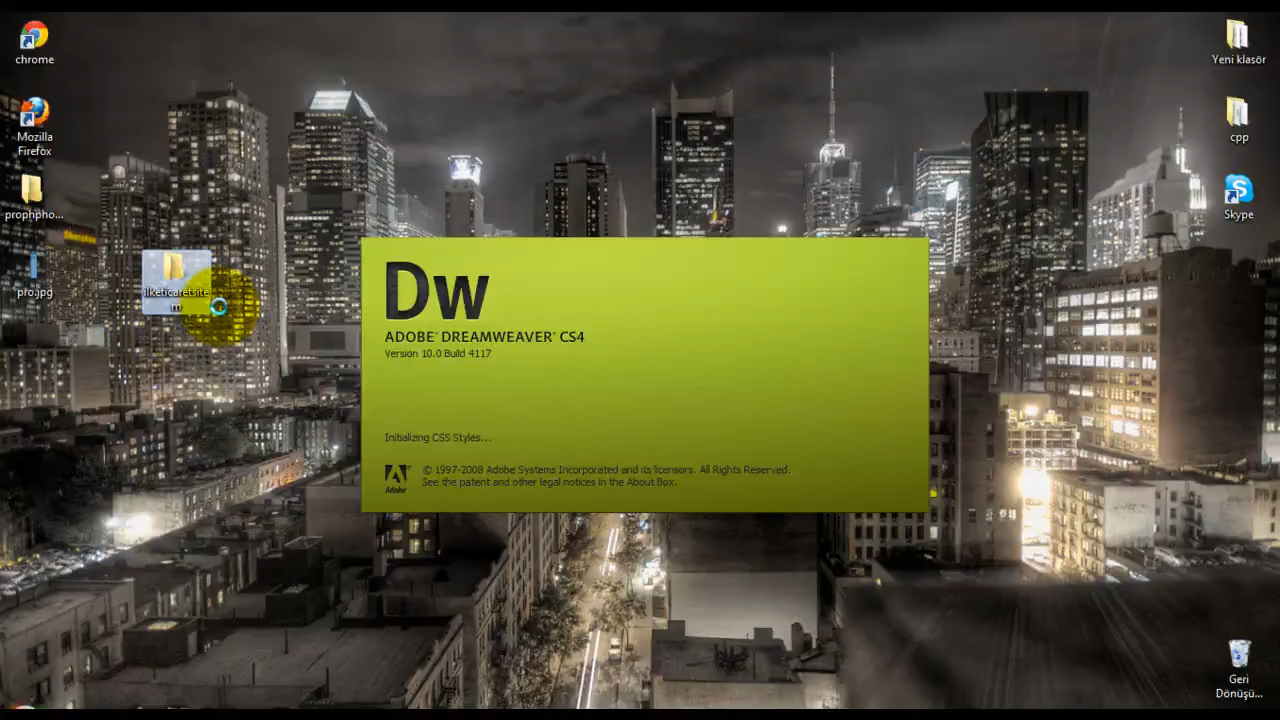 chrome
Mozilla
Firefox
prophpho...
pro.jpg
ilketicaretsite
m
Dw
ADOBE® DREAMWEAVER® CS4
Version 10.0 Build 4117
Initializing CSS Styles...
Adobe
© 1997-2008 Adobe Systems Incorporated and its licensors. All Rights Reserved.
See the patent and other legal notices in the About Box.
Yeni klasör
cpp
Skype
Geri
Dönüşü...